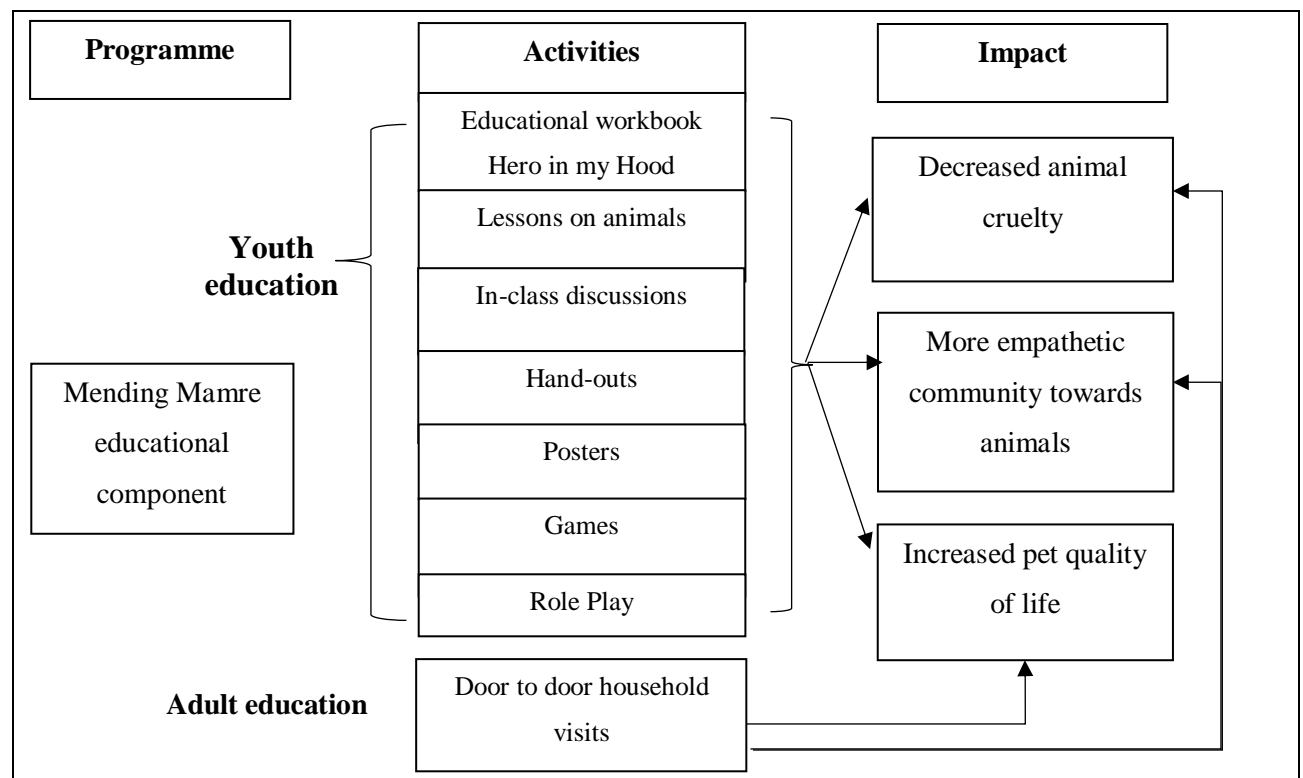 Programme
Activities
Impact
Educational workbook
Hero in my Hood
Lessons on animals
In-class discussions
Hand-outs
Posters
Games
Role Play
Youth
education
Mending Mamre
educational
component
Decreased animal
cruelty
More empathetic
community towards
animals
Increased pet quality
of life
Adult education
Door to door household
visits